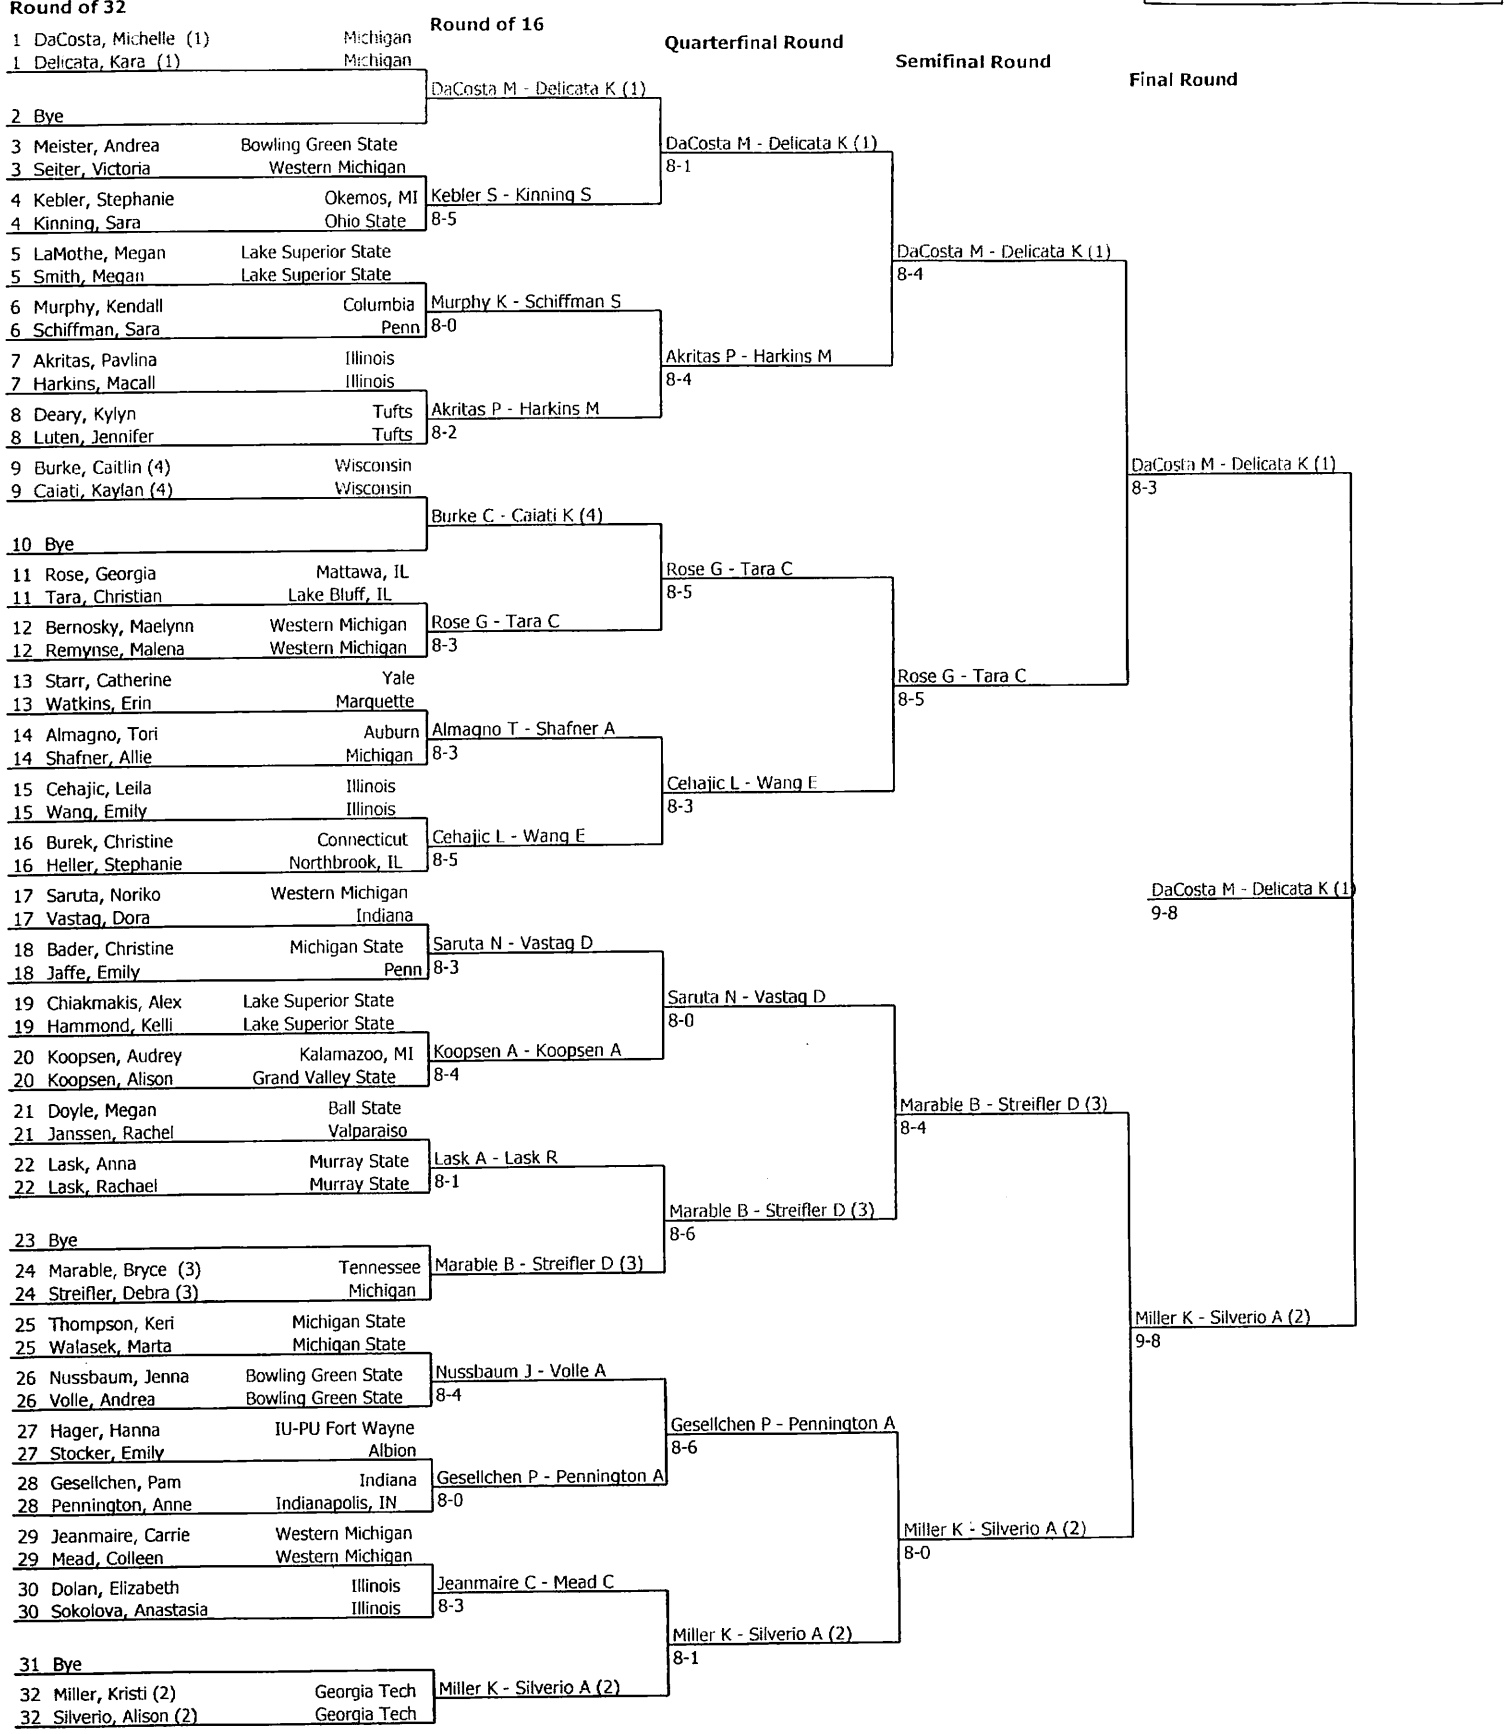 Round of 32
Round of 16
Quarterfinal Round
Semifinal Round
Final Round
1 DaCosta, Michelle (1) Michigan
1 Delicata, Kara (1) Michigan
DaCosta M - Delicata K (1)
2 Bye
3 Meister, Andrea Bowling Green State
DaCosta M - Delicata K (1)
3 Seiter, Victoria Western Michigan
8-1
4 Kebler, Stephanie Okemos, MI
Kebler S - Kinning S
4 Kinning, Sara Ohio State
8-5
5 LaMothe, Megan Lake Superior State
DaCosta M - Delicata K (1)
5 Smith, Megan Lake Superior State
8-4
6 Murphy, Kendall Columbia
Murphy K - Schiffman S
6 Schiffman, Sara Penn
8-0
7 Akritas, Pavlina Illinois
Akritas P - Harkins M
7 Harkins, Macall Illinois
8-4
8 Deary, Kylyn Tufts
Akritas P - Harkins M
8 Luten, Jennifer Tufts
8-2
9 Burke, Caitlin (4) Wisconsin
DaCosta M - Delicata K (1)
9 Caiati, Kaylan (4) Wisconsin
8-3
Burke C - Caiati K (4)
10 Bye
11 Rose, Georgia Mattawa, IL
Rose G - Tara C
11 Tara, Christian Lake Bluff, IL
8-5
12 Bernosky, Maelynn Western Michigan
Rose G - Tara C
12 Remynse, Malena Western Michigan
8-3
13 Starr, Catherine Yale
Rose G - Tara C
13 Watkins, Erin Marquette
8-5
14 Almagno, Tori Auburn
Almagno T - Shafner A
14 Shafner, Allie Michigan
8-3
15 Cehajic, Leila Illinois
Cehajic L - Wang E
15 Wang, Emily Illinois
8-3
16 Burek, Christine Connecticut
Cehajic L - Wang E
16 Heller, Stephanie Northbrook, IL
8-5
17 Saruta, Noriko Western Michigan
DaCosta M - Delicata K (1)
17 Vastag, Dora Indiana
9-8
18 Bader, Christine Michigan State
Saruta N - Vastag D
18 Jaffe, Emily Penn
8-3
19 Chiakmakis, Alex Lake Superior State
Saruta N - Vastag D
19 Hammond, Kelli Lake Superior State
8-0
20 Koopsen, Audrey Kalamazoo, MI
Koopsen A - Koopsen A
20 Koopsen, Alison Grand Valley State
8-4
21 Doyle, Megan Ball State
Marable B - Streifler D (3)
21 Janssen, Rachel Valparaiso
8-4
22 Lask, Anna Murray State
Lask A - Lask R
22 Lask, Rachael Murray State
8-1
Marable B - Streifler D (3)
8-6
23 Bye
24 Marable, Bryce (3) Tennessee
Marable B - Streifler D (3)
24 Streifler, Debra (3) Michigan
25 Thompson, Keri Michigan State
Miller K - Silverio A (2)
25 Walasek, Marta Michigan State
9-8
26 Nussbaum, Jenna Bowling Green State
Nussbaum J - Volle A
26 Volle, Andrea Bowling Green State
8-4
27 Hager, Hanna IU-PU Fort Wayne
Gesellchen P - Pennington A
27 Stocker, Emily Albion
8-6
28 Gesellchen, Pam Indiana
Gesellchen P - Pennington A
28 Pennington, Anne Indianapolis, IN
8-0
29 Jeanmaire, Carrie Western Michigan
Miller K - Silverio A (2)
29 Mead, Colleen Western Michigan
8-0
30 Dolan, Elizabeth Illinois
Jeanmaire C - Mead C
30 Sokolova, Anastasia Illinois
8-3
Miller K - Silverio A (2)
8-1
31 Bye
32 Miller, Kristi (2) Georgia Tech
Miller K - Silverio A (2)
32 Silverio, Alison (2) Georgia Tech